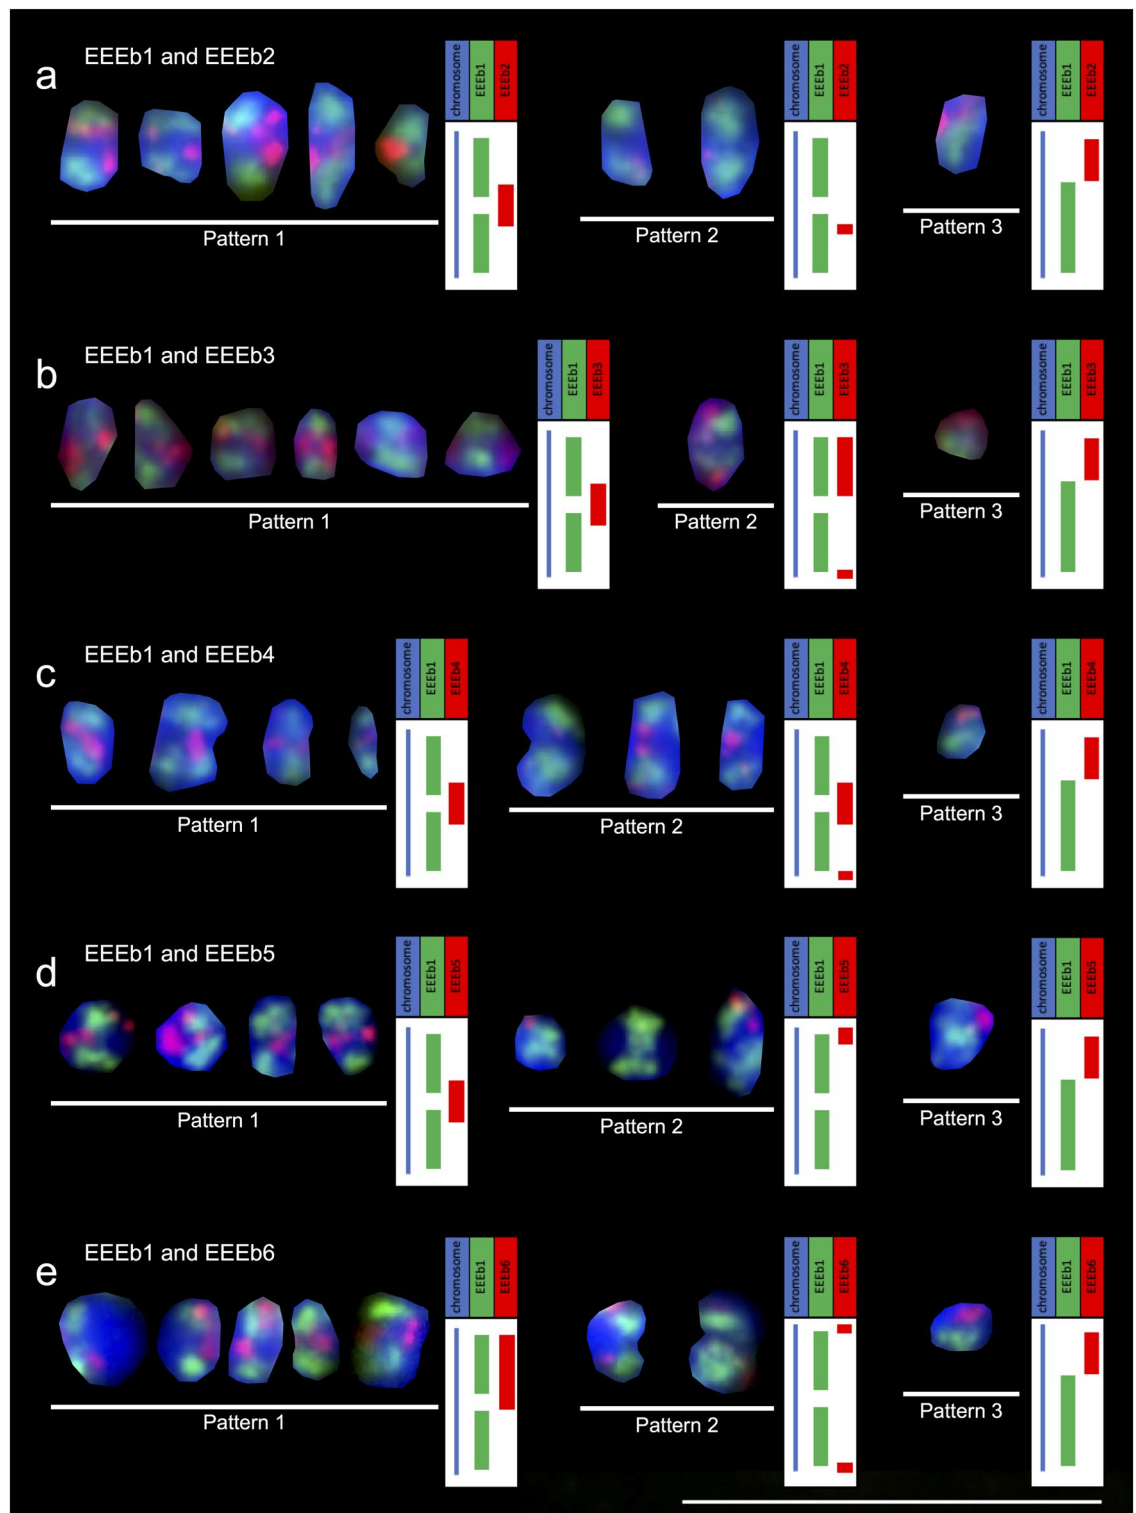 a
EEEb1 and EEEb2
Pattern 1
chromosome
EEEb1
EEEb2
Pattern 2
chromosome
EEEb1
EEEb2
Pattern 3
chromosome
EEEb1
EEEb2
b
EEEb1 and EEEb3
Pattern 1
chromosome
EEEb1
EEEb3
Pattern 2
chromosome
EEEb1
EEEb3
Pattern 3
chromosome
EEEb1
EEEb3
c
EEEb1 and EEEb4
Pattern 1
chromosome
EEEb1
EEEb4
Pattern 2
chromosome
EEEb1
EEEb4
Pattern 3
chromosome
EEEb1
EEEb4
d
EEEb1 and EEEb5
Pattern 1
chromosome
EEEb1
EEEb5
Pattern 2
chromosome
EEEb1
EEEb5
Pattern 3
chromosome
EEEb1
EEEb5
e
EEEb1 and EEEb6
Pattern 1
chromosome
EEEb1
EEEb6
Pattern 2
chromosome
EEEb1
EEEb6
Pattern 3
chromosome
EEEb1
EEEb6